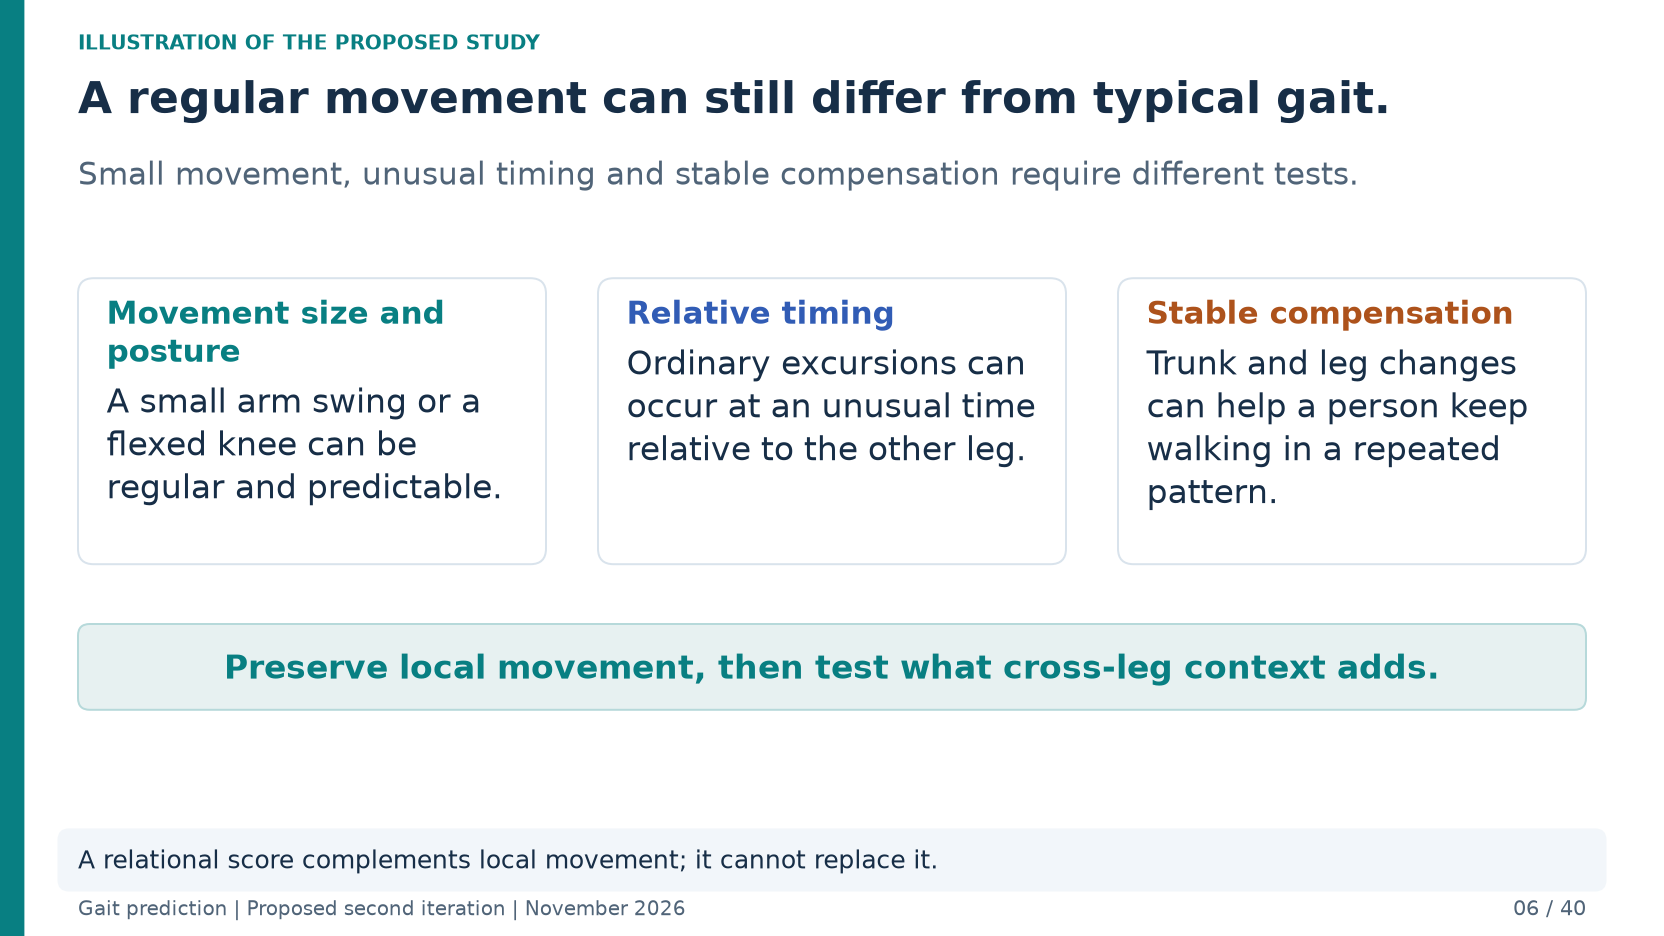 ILLUSTRATION OF THE PROPOSED STUDY
A regular movement can still differ from typical gait.
Small movement, unusual timing and stable compensation require different tests.
Movement size and
posture
A small arm swing or a
flexed knee can be
regular and predictable.
Relative timing
Ordinary excursions can
occur at an unusual time
relative to the other leg.
Stable compensation
Trunk and leg changes
can help a person keep
walking in a repeated
pattern.
Preserve local movement, then test what cross-leg context adds.
A relational score complements local movement; it cannot replace it.
Gait prediction | Proposed second iteration | November 2026
06 / 40